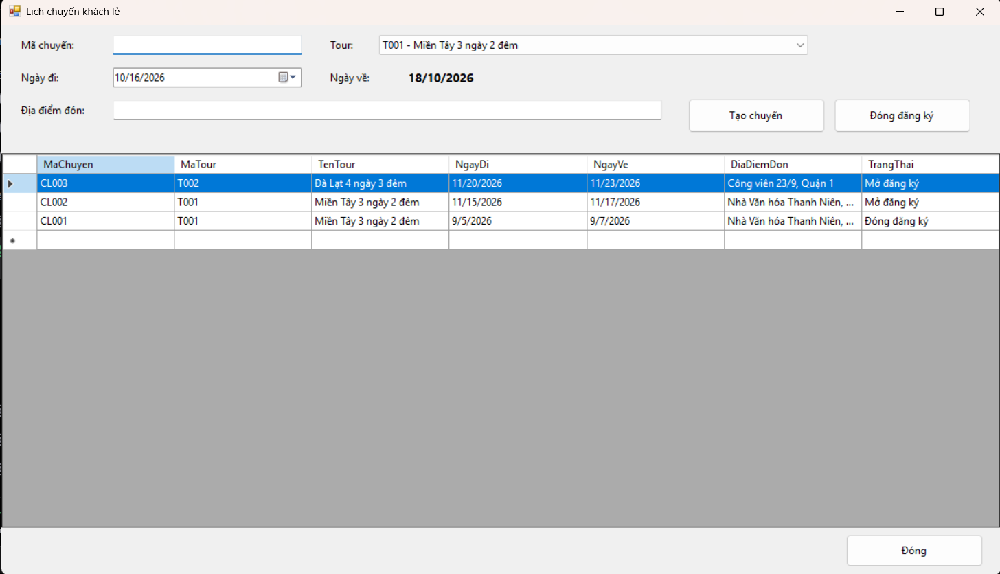 Lịch chuyến khách lẻ
Mã chuyến: Tour: T001 - Miền Tây 3 ngày 2 đêm
Ngày đi: 10/16/2026 Ngày về: 18/10/2026
Địa điểm đón: Tạo chuyến Đóng đăng ký
MaChuyen MaTour TenTour NgayDi NgayVe DiaDiemDon TrangThai
CL003 T002 Đà Lạt 4 ngày 3 đêm 11/20/2026 11/23/2026 Công viên 23/9, Quận 1 Mở đăng ký
CL002 T001 Miền Tây 3 ngày 2 đêm 11/15/2026 11/17/2026 Nhà Văn hóa Thanh Niên, ... Mở đăng ký
CL001 T001 Miền Tây 3 ngày 2 đêm 9/5/2026 9/7/2026 Nhà Văn hóa Thanh Niên, ... Đóng đăng ký
Đóng